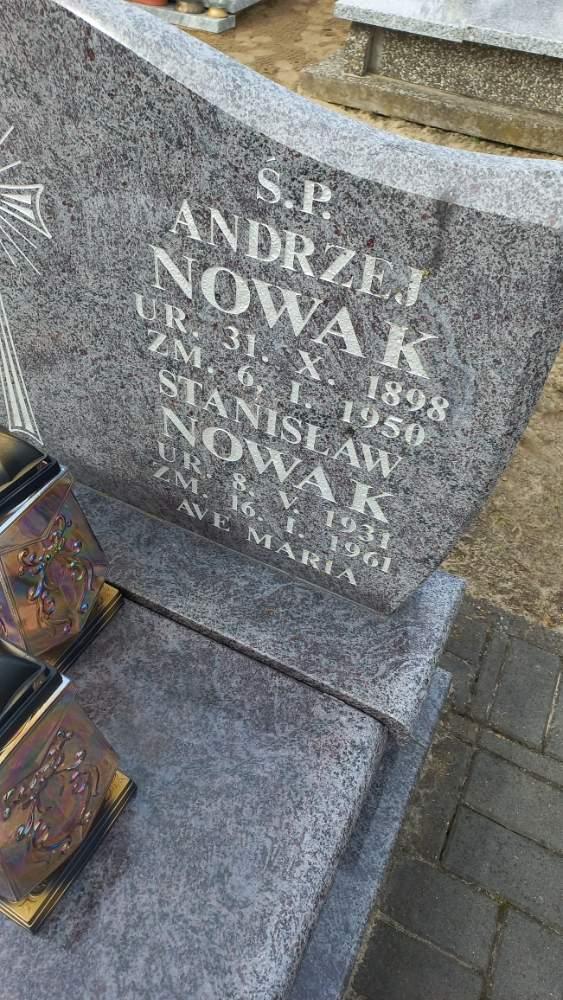 Ś.P.
ANDRZEJ
NOWAK
UR. 31. X. 1898
ZM. 6. I. 1950
STANISŁAW
NOWAK
UR. 8. V. 1931
ZM. 16. I. 1961
AVE MARIA